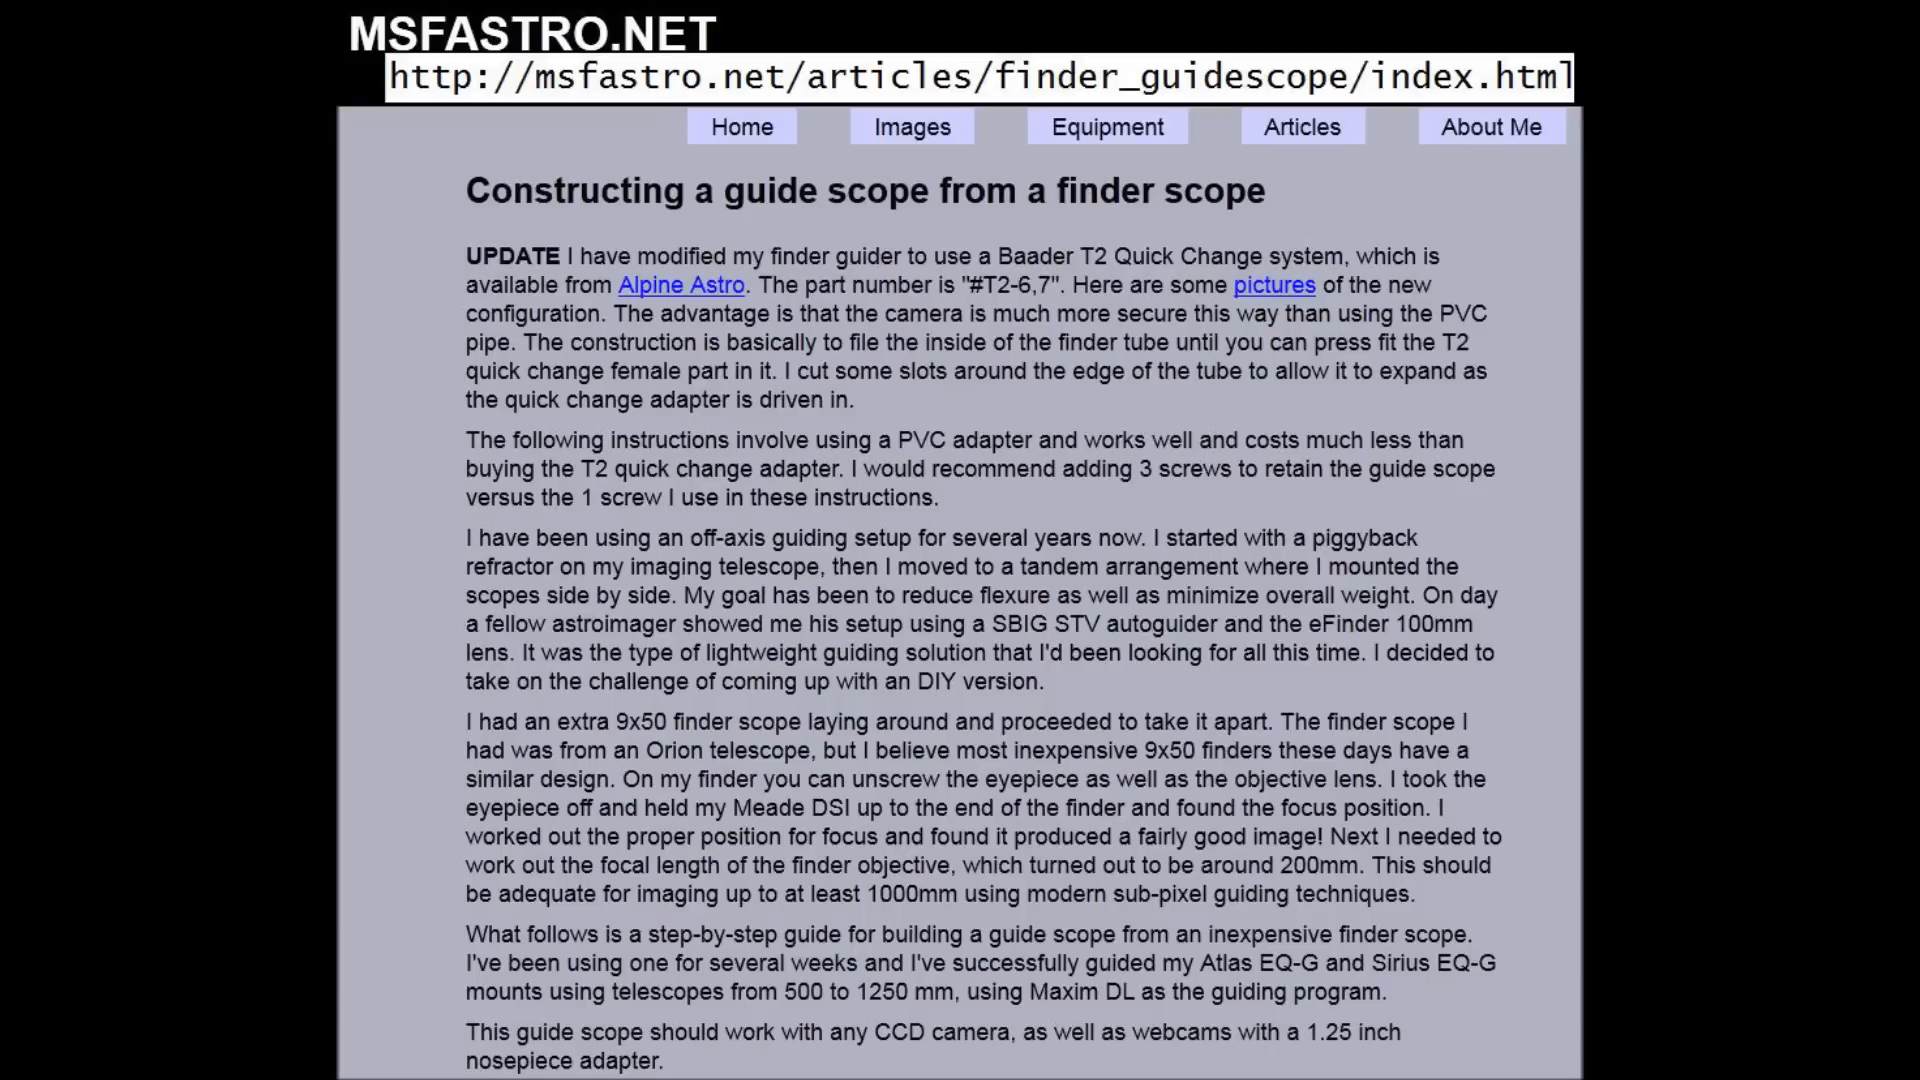 MSFASTRO.NET
http://msfastro.net/articles/finder_guidescope/index.html
Home Images Equipment Articles About Me
Constructing a guide scope from a finder scope
UPDATE I have modified my finder guider to use a Baader T2 Quick Change system, which is
available from Alpine Astro. The part number is "#T2-6,7". Here are some pictures of the new
configuration. The advantage is that the camera is much more secure this way than using the PVC
pipe. The construction is basically to file the inside of the finder tube until you can press fit the T2
quick change female part in it. I cut some slots around the edge of the tube to allow it to expand as
the quick change adapter is driven in.
The following instructions involve using a PVC adapter and works well and costs much less than
buying the T2 quick change adapter. I would recommend adding 3 screws to retain the guide scope
versus the 1 screw I use in these instructions.
I have been using an off-axis guiding setup for several years now. I started with a piggyback
refractor on my imaging telescope, then I moved to a tandem arrangement where I mounted the
scopes side by side. My goal has been to reduce flexure as well as minimize overall weight. On day
a fellow astroimager showed me his setup using a SBIG STV autoguider and the eFinder 100mm
lens. It was the type of lightweight guiding solution that I'd been looking for all this time. I decided to
take on the challenge of coming up with an DIY version.
I had an extra 9x50 finder scope laying around and proceeded to take it apart. The finder scope I
had was from an Orion telescope, but I believe most inexpensive 9x50 finders these days have a
similar design. On my finder you can unscrew the eyepiece as well as the objective lens. I took the
eyepiece off and held my Meade DSI up to the end of the finder and found the focus position. I
worked out the proper position for focus and found it produced a fairly good image! Next I needed to
work out the focal length of the finder objective, which turned out to be around 200mm. This should
be adequate for imaging up to at least 1000mm using modern sub-pixel guiding techniques.
What follows is a step-by-step guide for building a guide scope from an inexpensive finder scope.
I've been using one for several weeks and I've successfully guided my Atlas EQ-G and Sirius EQ-G
mounts using telescopes from 500 to 1250 mm, using Maxim DL as the guiding program.
This guide scope should work with any CCD camera, as well as webcams with a 1.25 inch
nosepiece adapter.